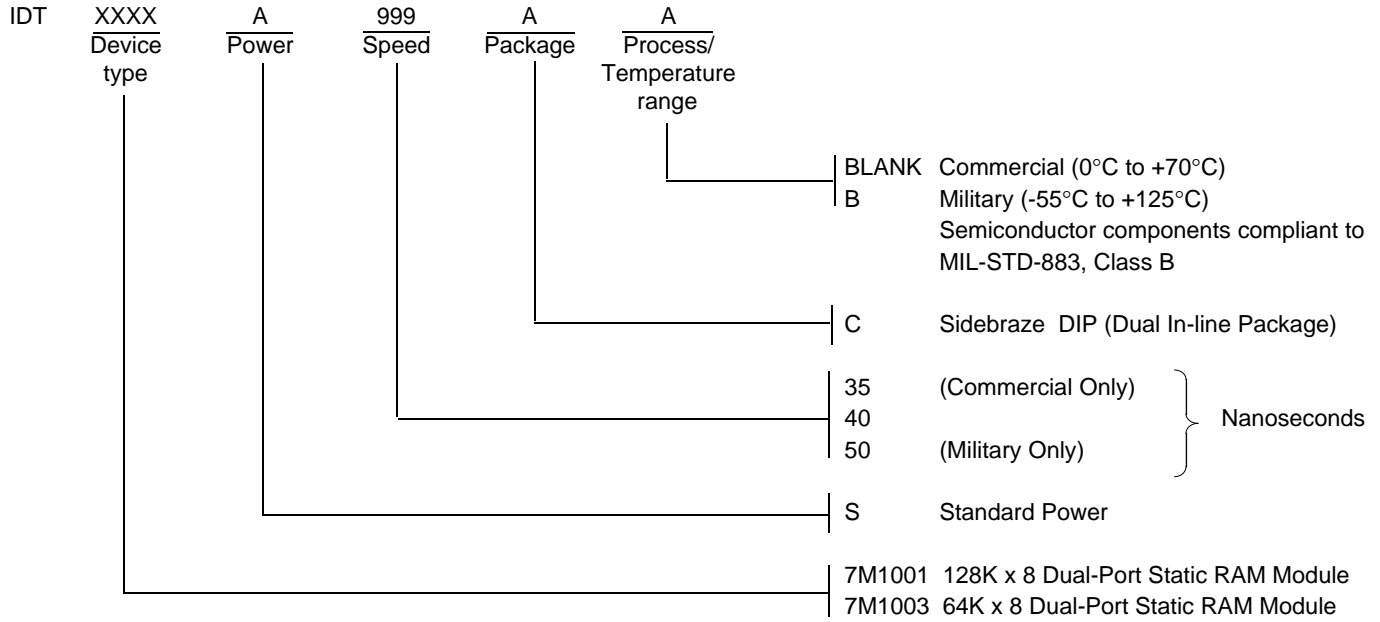 IDT XXXX A 999 A A
Device Power Speed Package Process/
type Temperature
range
BLANK Commercial (0°C to +70°C)
B Military (-55°C to +125°C)
Semiconductor components compliant to
MIL-STD-883, Class B
C Sidebraze DIP (Dual In-line Package)
35 (Commercial Only)
40 Nanoseconds
50 (Military Only)
S Standard Power
7M1001 128K x 8 Dual-Port Static RAM Module
7M1003 64K x 8 Dual-Port Static RAM Module